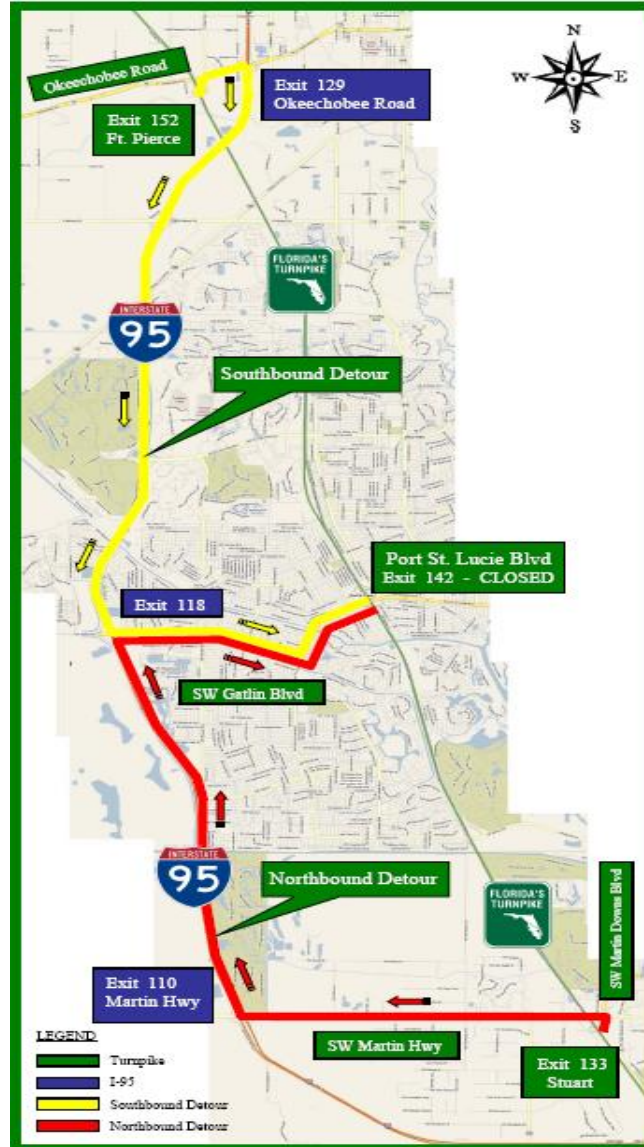 N
W E
S
Okeechobee Road
Exit 129
Okeechobee Road
Exit 152
Ft. Pierce
FLORIDA'S
TURNPIKE
INTERSTATE
95
Southbound Detour
Port St. Lucie Blvd
Exit 142 - CLOSED
Exit 118
SW Gatlin Blvd
INTERSTATE
95
Northbound Detour
FLORIDA'S
TURNPIKE
SW Martin Downs Blvd
Exit 110
Martin Hwy
SW Martin Hwy
Exit 133
Stuart
LEGEND
Turnpike
I-95
Southbound Detour
Northbound Detour